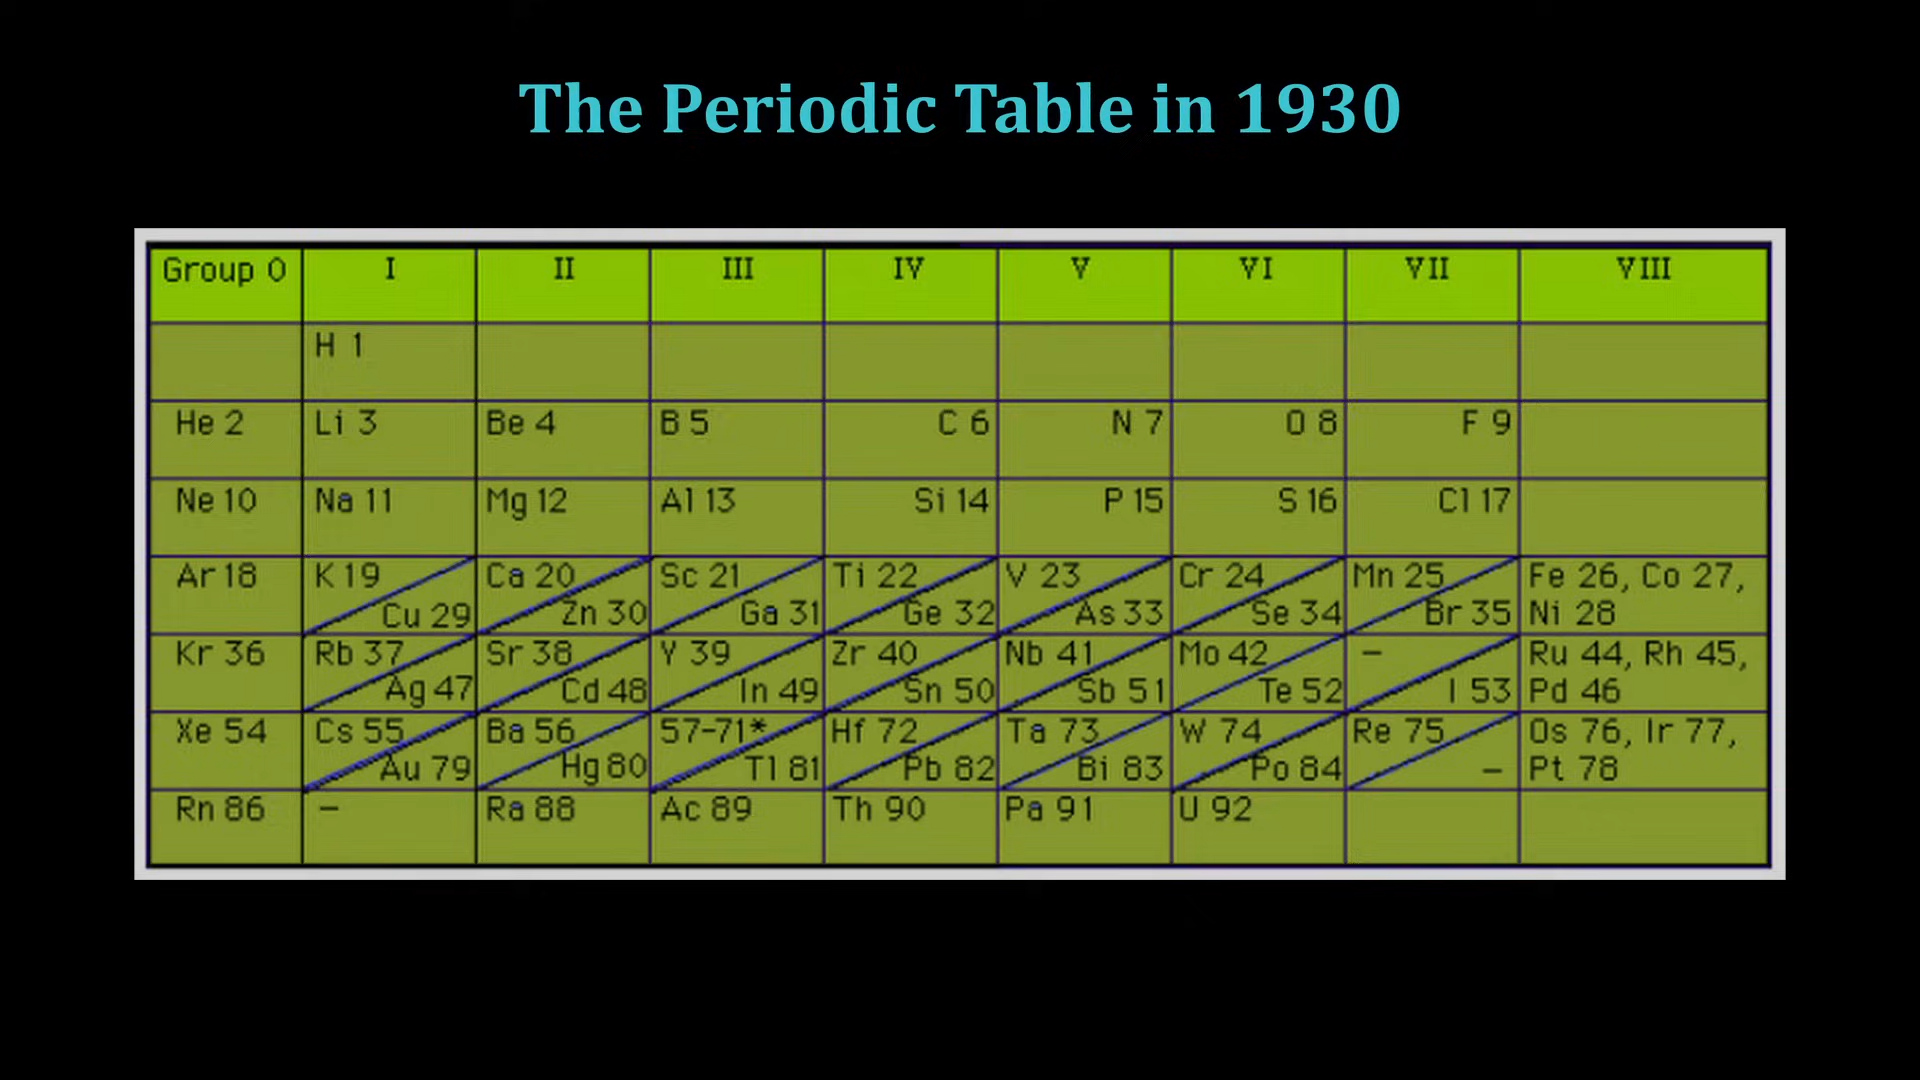 The Periodic Table in 1930
Group 0 I II III IV V VI VII VIII
H 1
He 2 Li 3 Be 4 B 5 C 6 N 7 O 8 F 9
Ne 10 Na 11 Mg 12 Al 13 Si 14 P 15 S 16 Cl 17
Ar 18 K 19 Ca 20 Sc 21 Ti 22 V 23 Cr 24 Mn 25 Fe 26, Co 27,
Cu 29 Zn 30 Ga 31 Ge 32 As 33 Se 34 Br 35 Ni 28
Kr 36 Rb 37 Sr 38 Y 39 Zr 40 Nb 41 Mo 42 – Ru 44, Rh 45,
Ag 47 Cd 48 In 49 Sn 50 Sb 51 Te 52 I 53 Pd 46
Xe 54 Cs 55 Ba 56 57-71* Hf 72 Ta 73 W 74 Re 75 Os 76, Ir 77,
Au 79 Hg 80 Tl 81 Pb 82 Bi 83 Po 84 – Pt 78
Rn 86 – Ra 88 Ac 89 Th 90 Pa 91 U 92